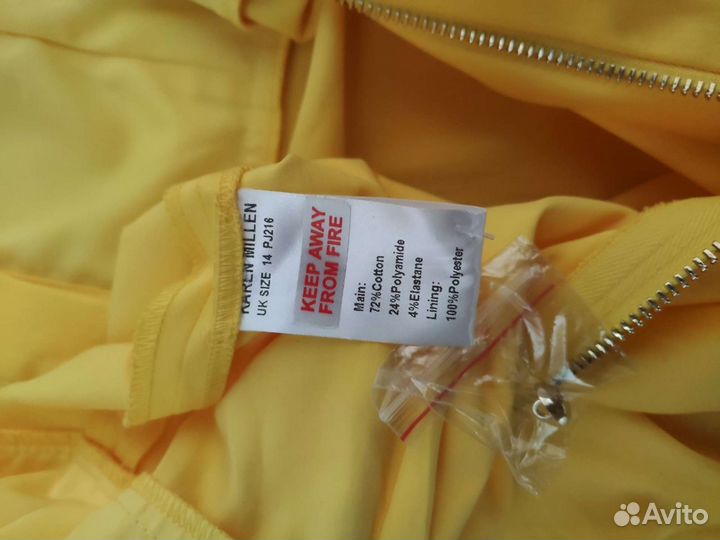 KAREN MILLEN
UK SIZE 14 PJ216
KEEP AWAY
FROM FIRE
Main:
72%Cotton
24%Polyamide
4%Elastane
Lining:
100%Polyester
Avito